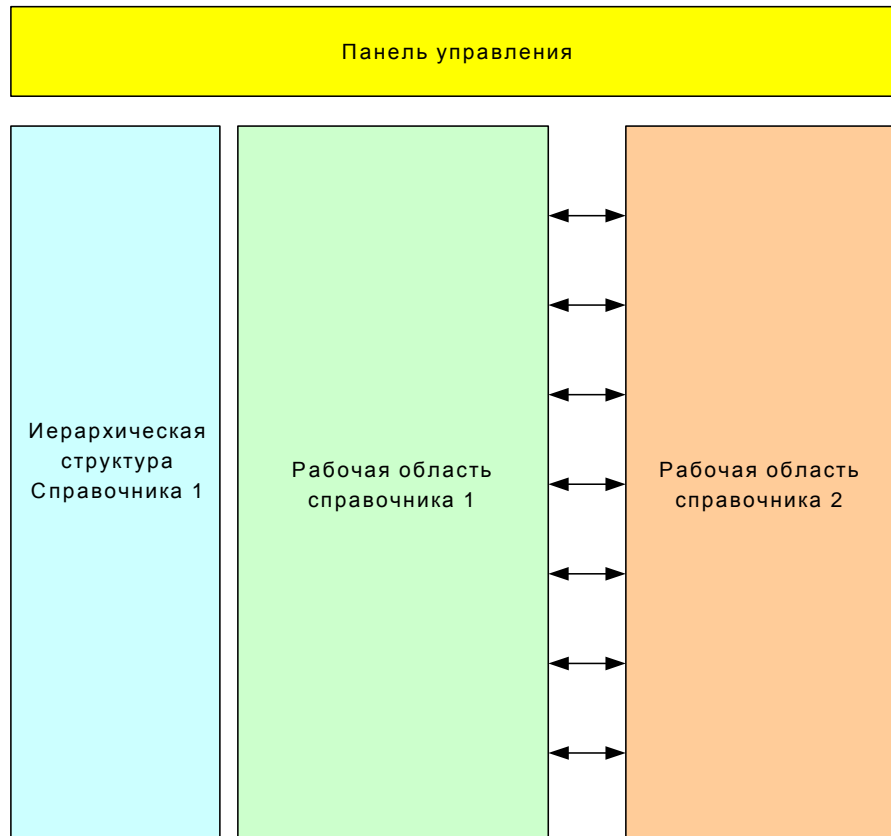 Панель управления
Иерархическая
структура
Справочника 1
Рабочая область
справочника 1
Рабочая область
справочника 2